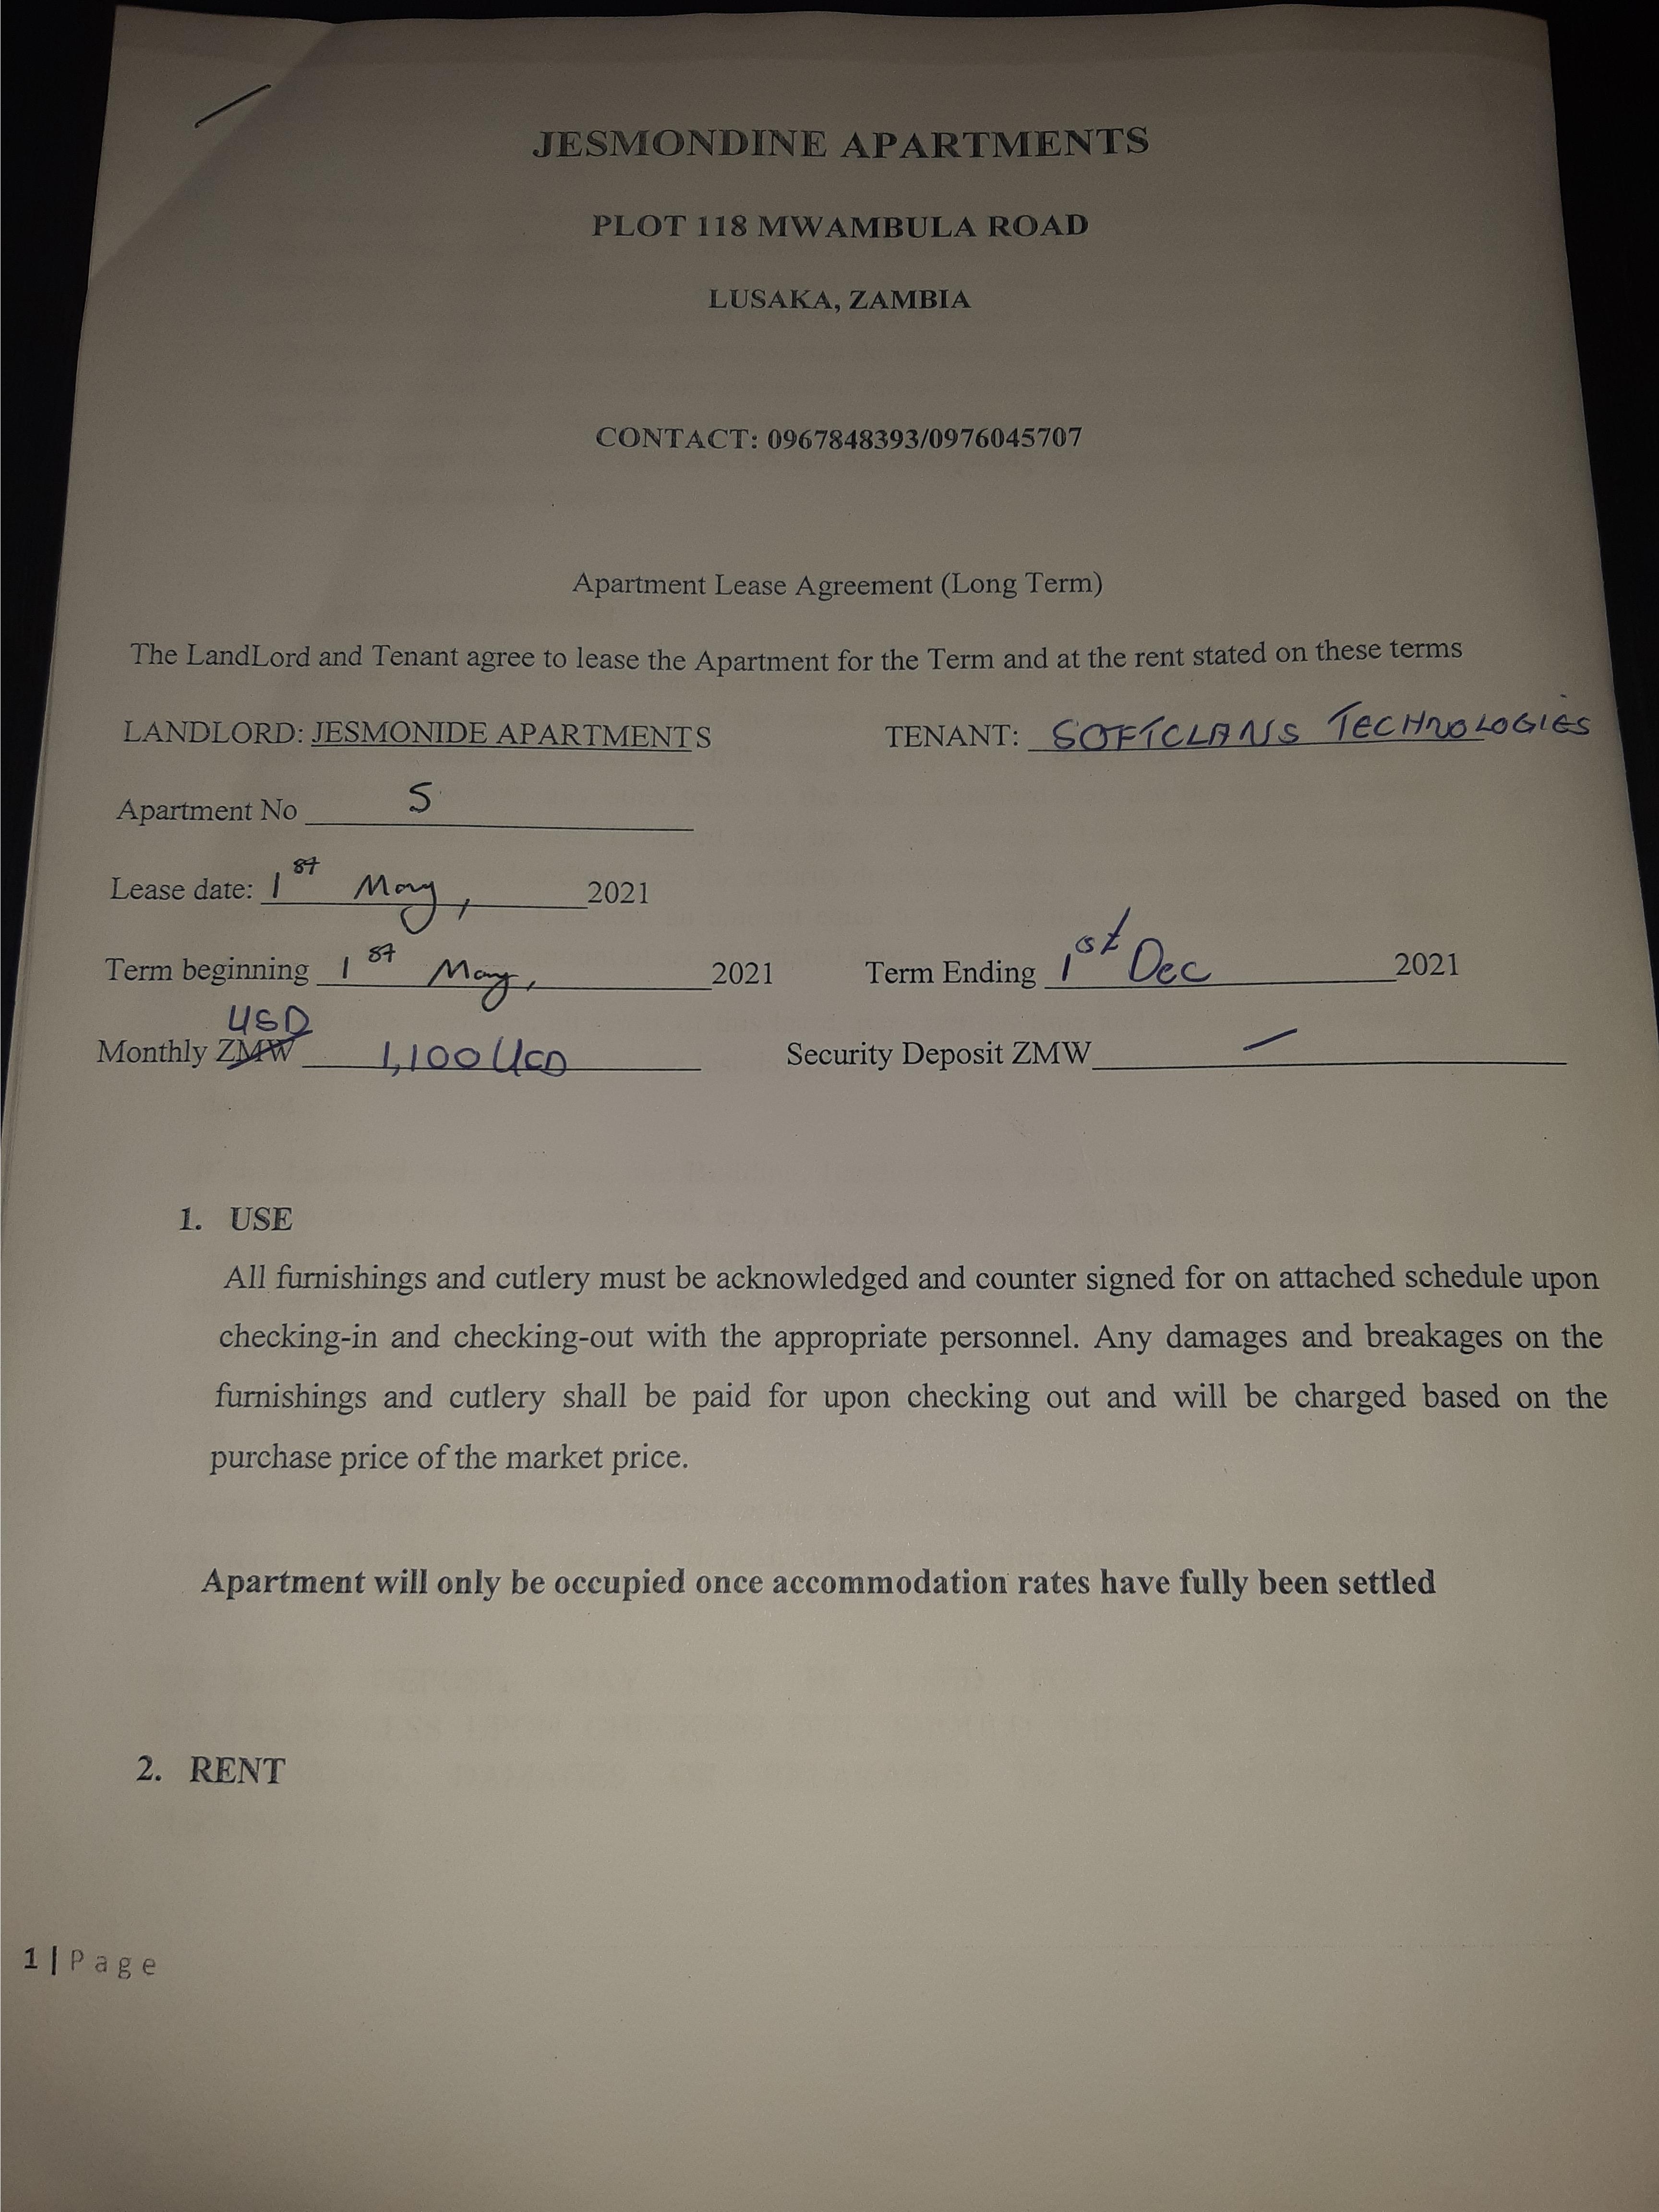 JESMONDINE APARTMENTS
PLOT 118 MWAMBULA ROAD
LUSAKA, ZAMBIA
CONTACT: 0967848393/0976045707
Apartment Lease Agreement (Long Term)
The LandLord and Tenant agree to lease the Apartment for the Term and at the rent stated on these terms
LANDLORD: JESMONIDE APARTMENTS TENANT: SOFTCLANS TECHNOLOGIES
Apartment No 5
Lease date: 1st May, 2021
Term beginning 1st May, 2021 Term Ending 1st Dec 2021
USD
Monthly ZMW 1,100 USD Security Deposit ZMW —
1. USE
All furnishings and cutlery must be acknowledged and counter signed for on attached schedule upon
checking-in and checking-out with the appropriate personnel. Any damages and breakages on the
furnishings and cutlery shall be paid for upon checking out and will be charged based on the
purchase price of the market price.
Apartment will only be occupied once accommodation rates have fully been settled
2. RENT
1 | Page